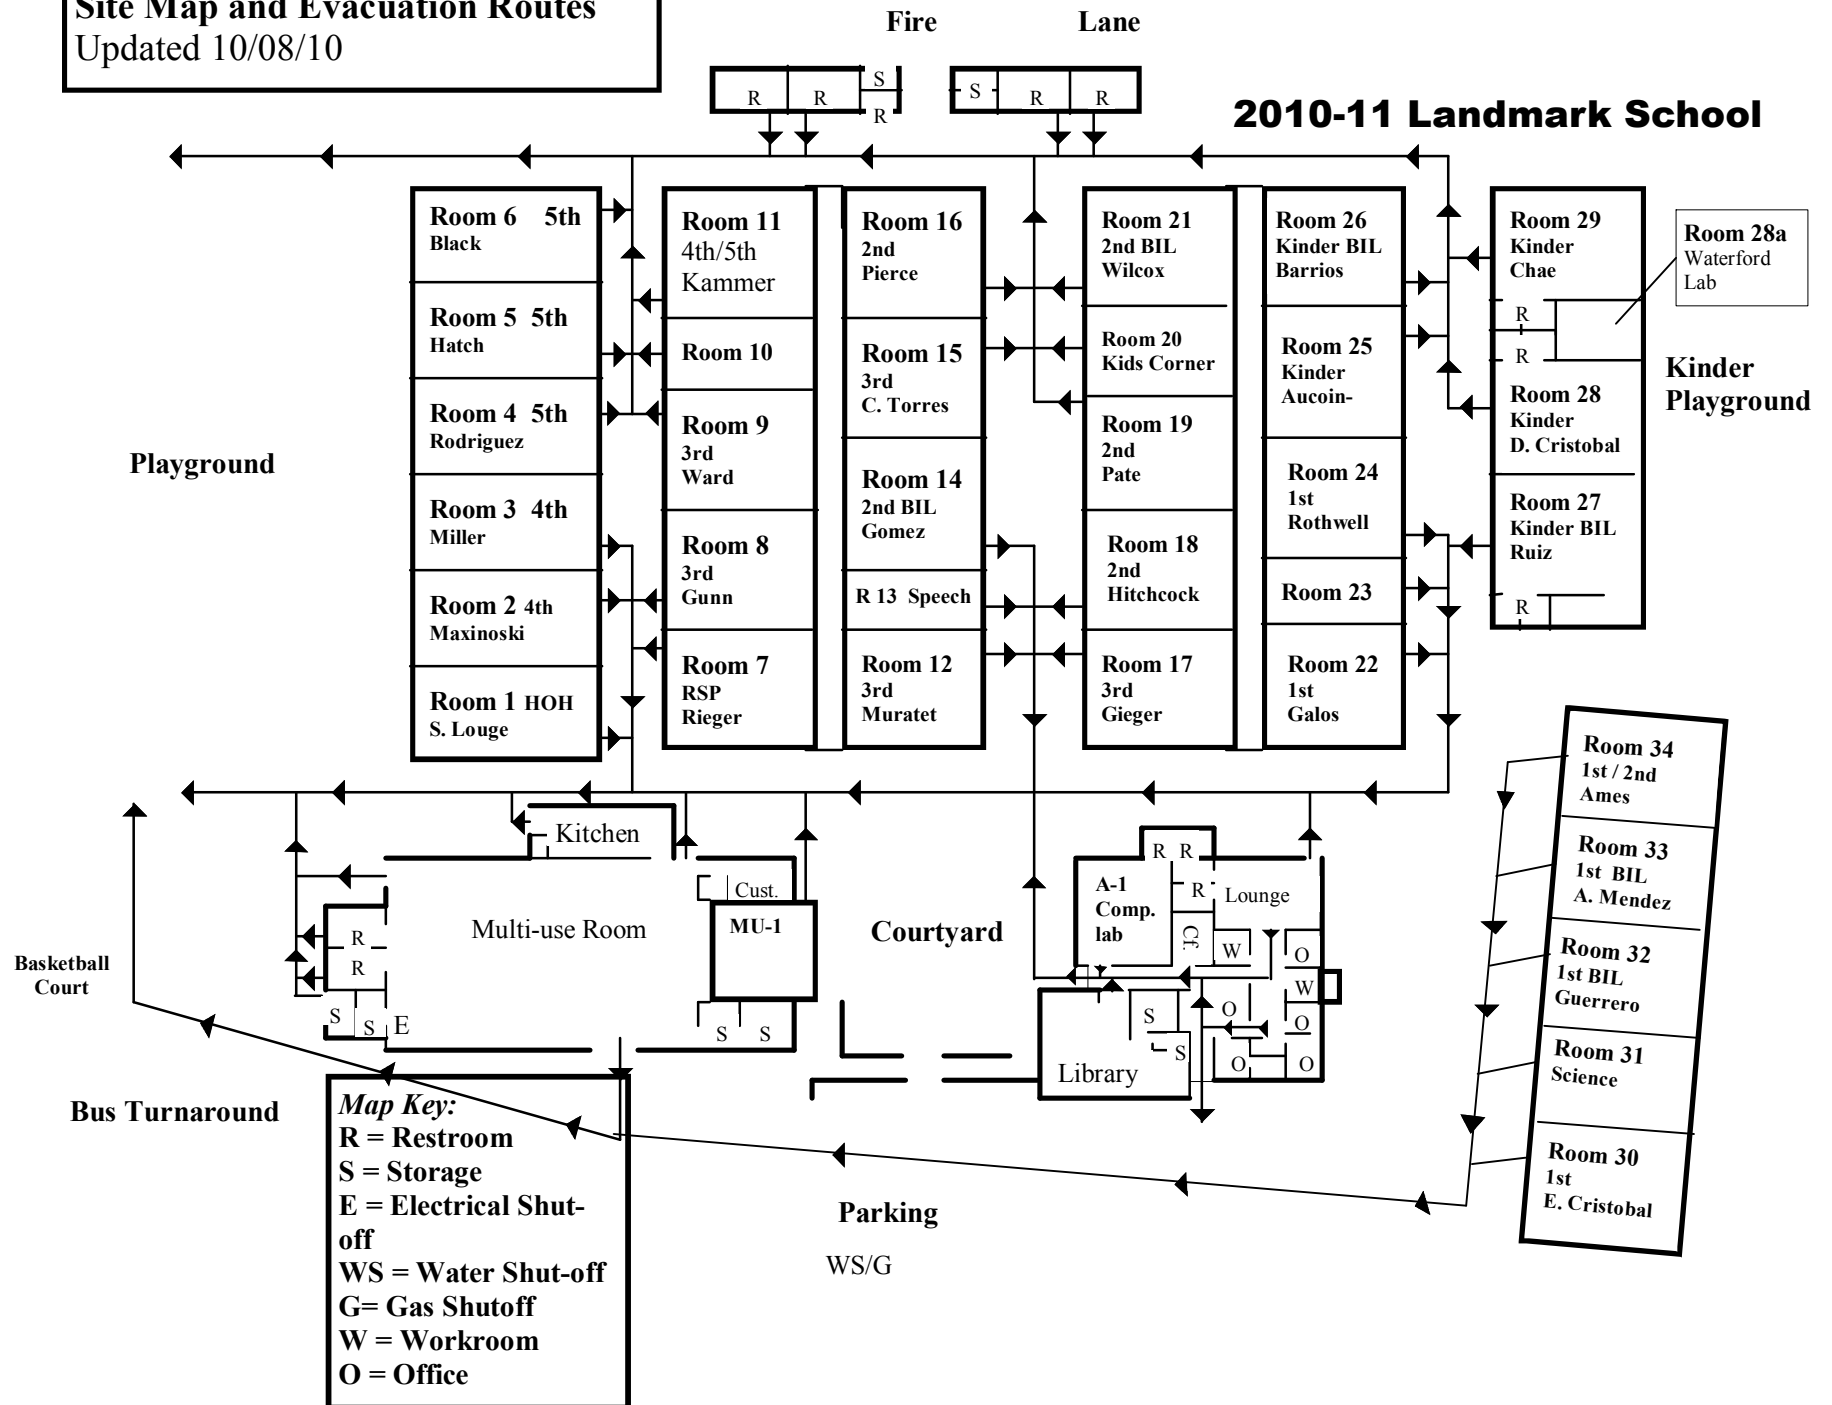 Site Map and Evacuation Routes
Updated 10/08/10
Fire Lane
2010-11 Landmark School
R R S
R
S R R
Room 6 5th
Black
Room 5 5th
Hatch
Room 4 5th
Rodriguez
Room 3 4th
Miller
Room 2 4th
Maxinoski
Room 1 HOH
S. Louge
Room 11
4th/5th
Kammer
Room 10
Room 9
3rd
Ward
Room 8
3rd
Gunn
Room 7
RSP
Rieger
Room 16
2nd
Pierce
Room 15
3rd
C. Torres
Room 14
2nd BIL
Gomez
R 13 Speech
Room 12
3rd
Muratet
Room 21
2nd BIL
Wilcox
Room 20
Kids Corner
Room 19
2nd
Pate
Room 18
2nd
Hitchcock
Room 17
3rd
Gieger
Room 26
Kinder BIL
Barrios
Room 25
Kinder
Aucoin-
Room 24
1st
Rothwell
Room 23
Room 22
1st
Galos
Room 29
Kinder
Chae
R
R
Room 28
Kinder
D. Cristobal
Room 27
Kinder BIL
Ruiz
R
Room 28a
Waterford
Lab
Kinder
Playground
Playground
Room 34
1st / 2nd
Ames
Room 33
1st BIL
A. Mendez
Room 32
1st BIL
Guerrero
Room 31
Science
Room 30
1st
E. Cristobal
Kitchen
Multi-use Room
Cust.
MU-1
R
R
S
S
E
S S
Courtyard
A-1
Comp.
lab
R R
R
Lounge
Cf.
W
O
W
O
O
O
O
S
S
Library
Basketball
Court
Bus Turnaround
Parking
WS/G
Map Key:
R = Restroom
S = Storage
E = Electrical Shut-
off
WS = Water Shut-off
G= Gas Shutoff
W = Workroom
O = Office